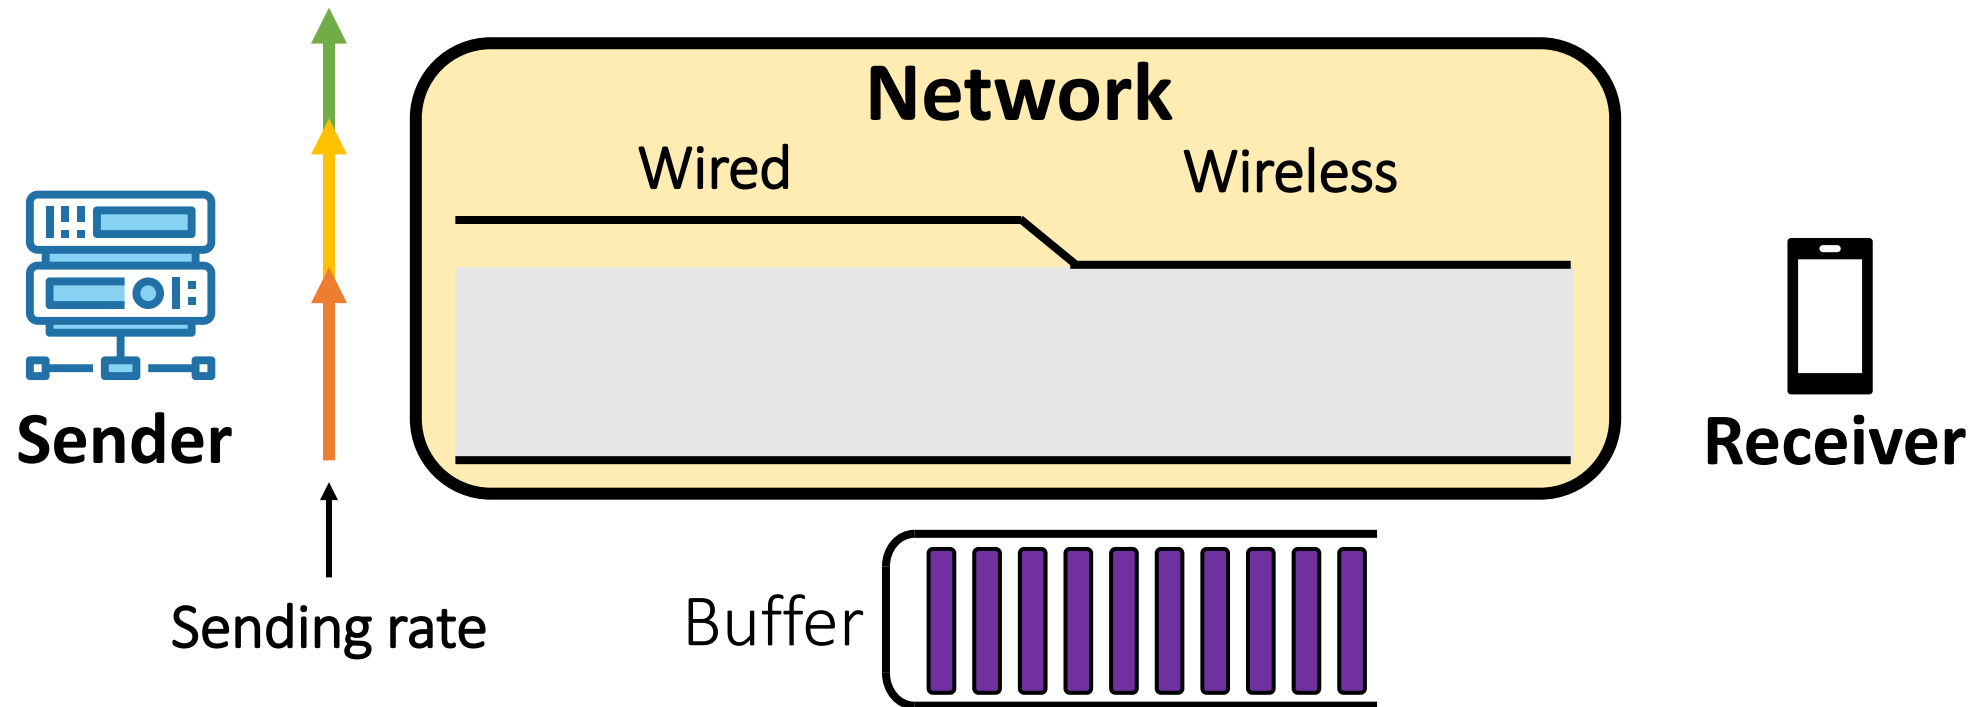 Network
Wired
Wireless
Sender
Receiver
Sending rate
Buffer